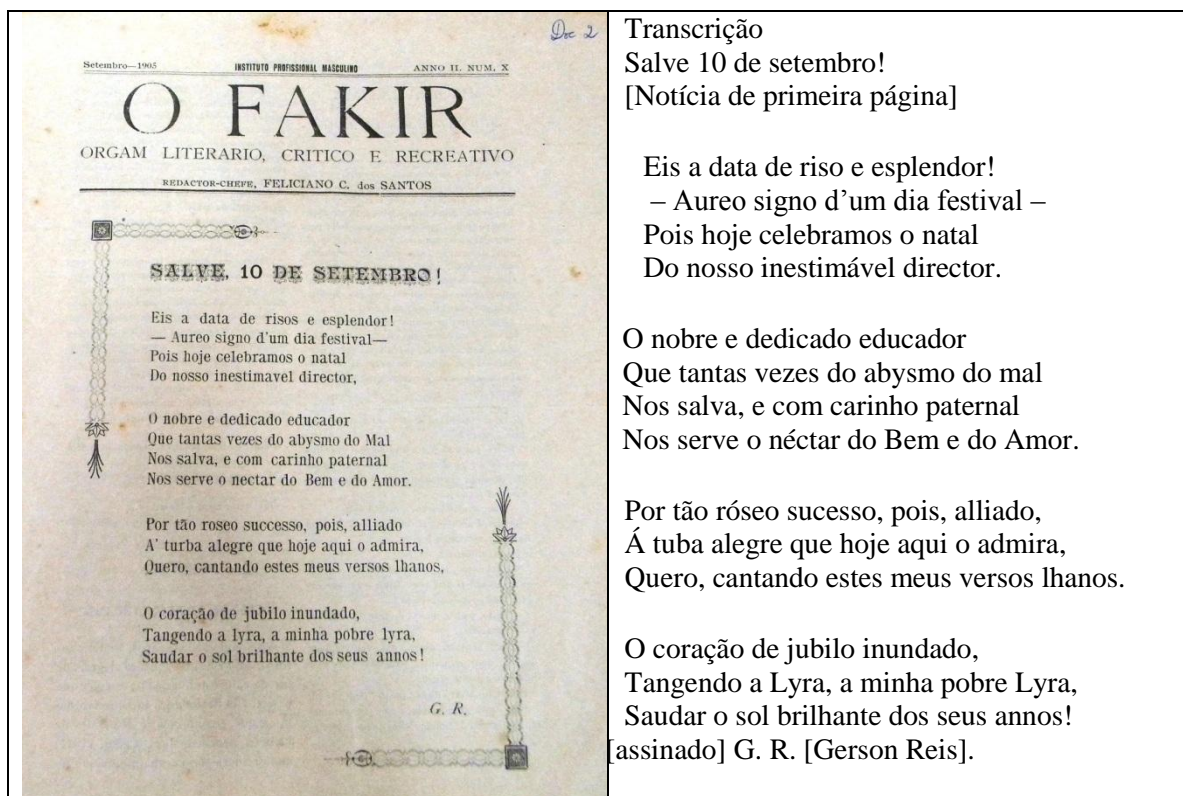 Doc 2
Setembro—1905 INSTITUTO PROFISSIONAL MASCULINO ANNO II. NUM. X
O FAKIR
ORGAM LITERARIO, CRITICO E RECREATIVO
REDACTOR-CHEFE, FELICIANO C. dos SANTOS
SALVE, 10 DE SETEMBRO!
Eis a data de risos e esplendor!
— Aureo signo d'um dia festival—
Pois hoje celebramos o natal
Do nosso inestimavel director,
O nobre e dedicado educador
Que tantas vezes do abysmo do Mal
Nos salva, e com carinho paternal
Nos serve o nectar do Bem e do Amor.
Por tão roseo successo, pois, alliado
A' turba alegre que hoje aqui o admira,
Quero, cantando estes meus versos lhanos,
O coração de jubilo inundado,
Tangendo a lyra, a minha pobre lyra,
Saudar o sol brilhante dos seus annos!
G. R.
Transcrição
Salve 10 de setembro!
[Notícia de primeira página]
Eis a data de riso e esplendor!
– Aureo signo d'um dia festival –
Pois hoje celebramos o natal
Do nosso inestimável director.
O nobre e dedicado educador
Que tantas vezes do abysmo do mal
Nos salva, e com carinho paternal
Nos serve o néctar do Bem e do Amor.
Por tão róseo sucesso, pois, alliado,
Á tuba alegre que hoje aqui o admira,
Quero, cantando estes meus versos lhanos.
O coração de jubilo inundado,
Tangendo a Lyra, a minha pobre Lyra,
Saudar o sol brilhante dos seus annos!
[assinado] G. R. [Gerson Reis].